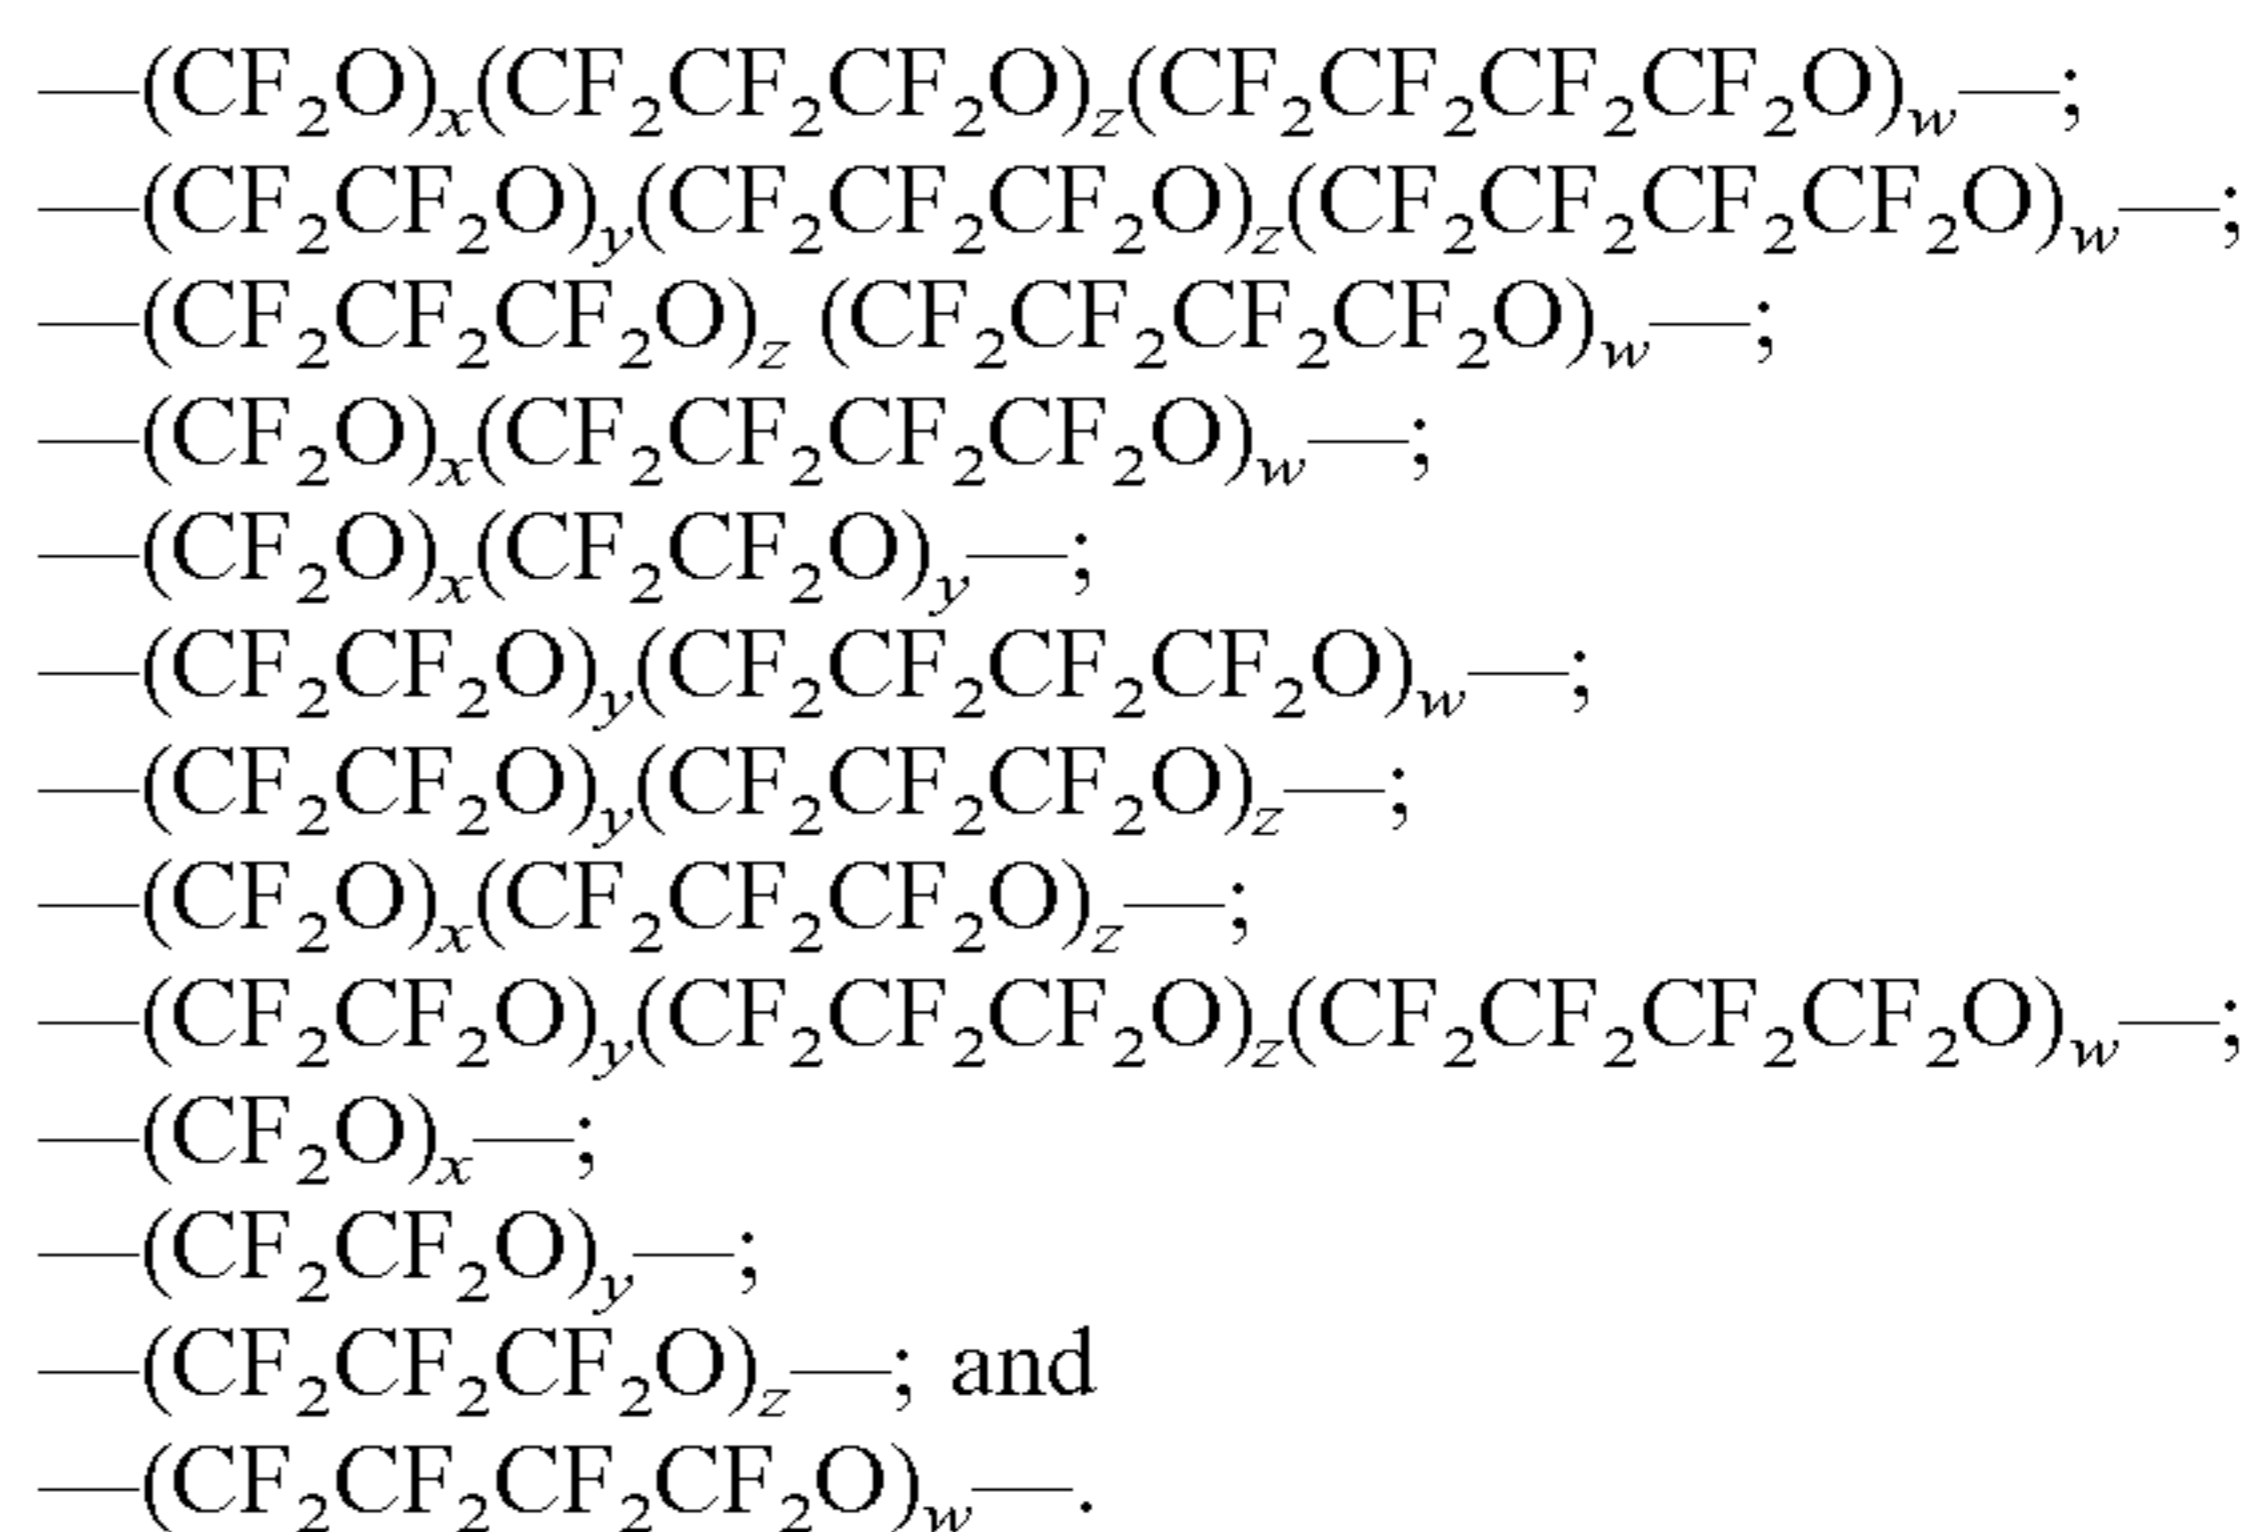 —(CF₂O)ₓ(CF₂CF₂CF₂O)z(CF₂CF₂CF₂CF₂O)w—;
—(CF₂CF₂O)y(CF₂CF₂CF₂O)z(CF₂CF₂CF₂CF₂O)w—;
—(CF₂CF₂CF₂O)z (CF₂CF₂CF₂CF₂O)w—;
—(CF₂O)ₓ(CF₂CF₂CF₂CF₂O)w—;
—(CF₂O)ₓ(CF₂CF₂O)y—;
—(CF₂CF₂O)y(CF₂CF₂CF₂CF₂O)w—;
—(CF₂CF₂O)y(CF₂CF₂CF₂O)z—;
—(CF₂O)ₓ(CF₂CF₂CF₂O)z—;
—(CF₂CF₂O)y(CF₂CF₂CF₂O)z(CF₂CF₂CF₂CF₂O)w—;
—(CF₂O)ₓ—;
—(CF₂CF₂O)y—;
—(CF₂CF₂CF₂O)z—; and
—(CF₂CF₂CF₂CF₂O)w—.